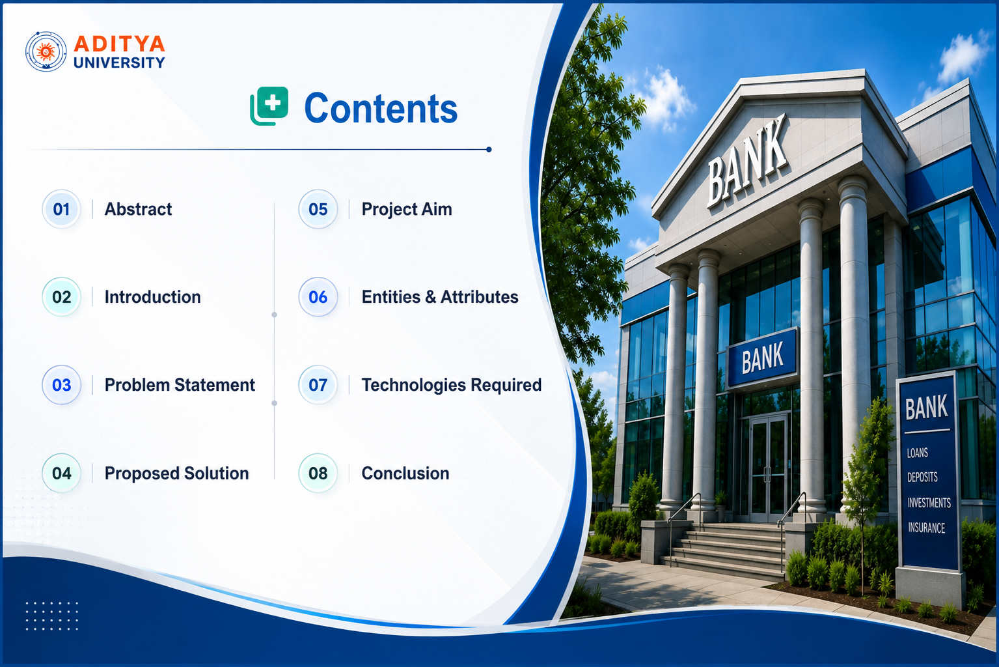 ADITYA
UNIVERSITY
Contents
01 Abstract
02 Introduction
03 Problem Statement
04 Proposed Solution
05 Project Aim
06 Entities & Attributes
07 Technologies Required
08 Conclusion
BANK
BANK
BANK
LOANS
DEPOSITS
INVESTMENTS
INSURANCE